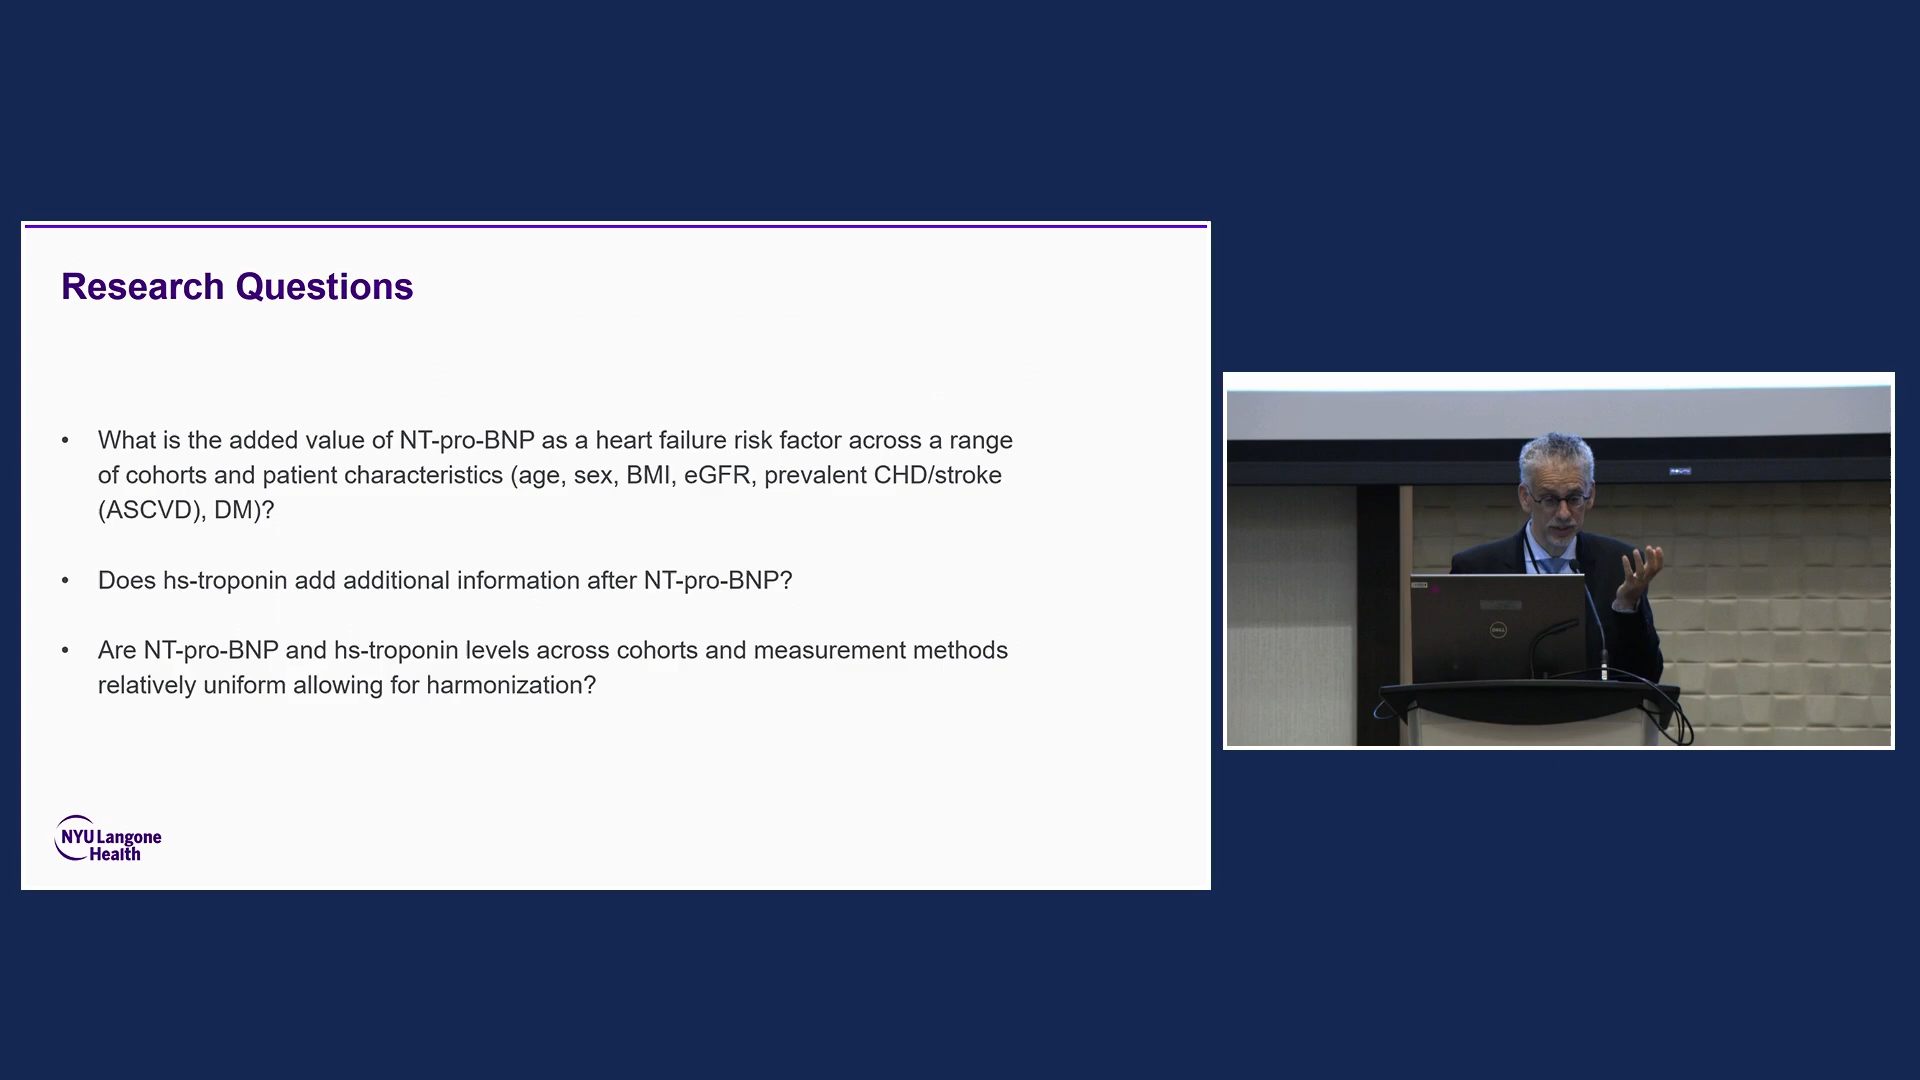 Research Questions
• What is the added value of NT-pro-BNP as a heart failure risk factor across a range
of cohorts and patient characteristics (age, sex, BMI, eGFR, prevalent CHD/stroke
(ASCVD), DM)?
• Does hs-troponin add additional information after NT-pro-BNP?
• Are NT-pro-BNP and hs-troponin levels across cohorts and measurement methods
relatively uniform allowing for harmonization?
NYU Langone
Health
DELL